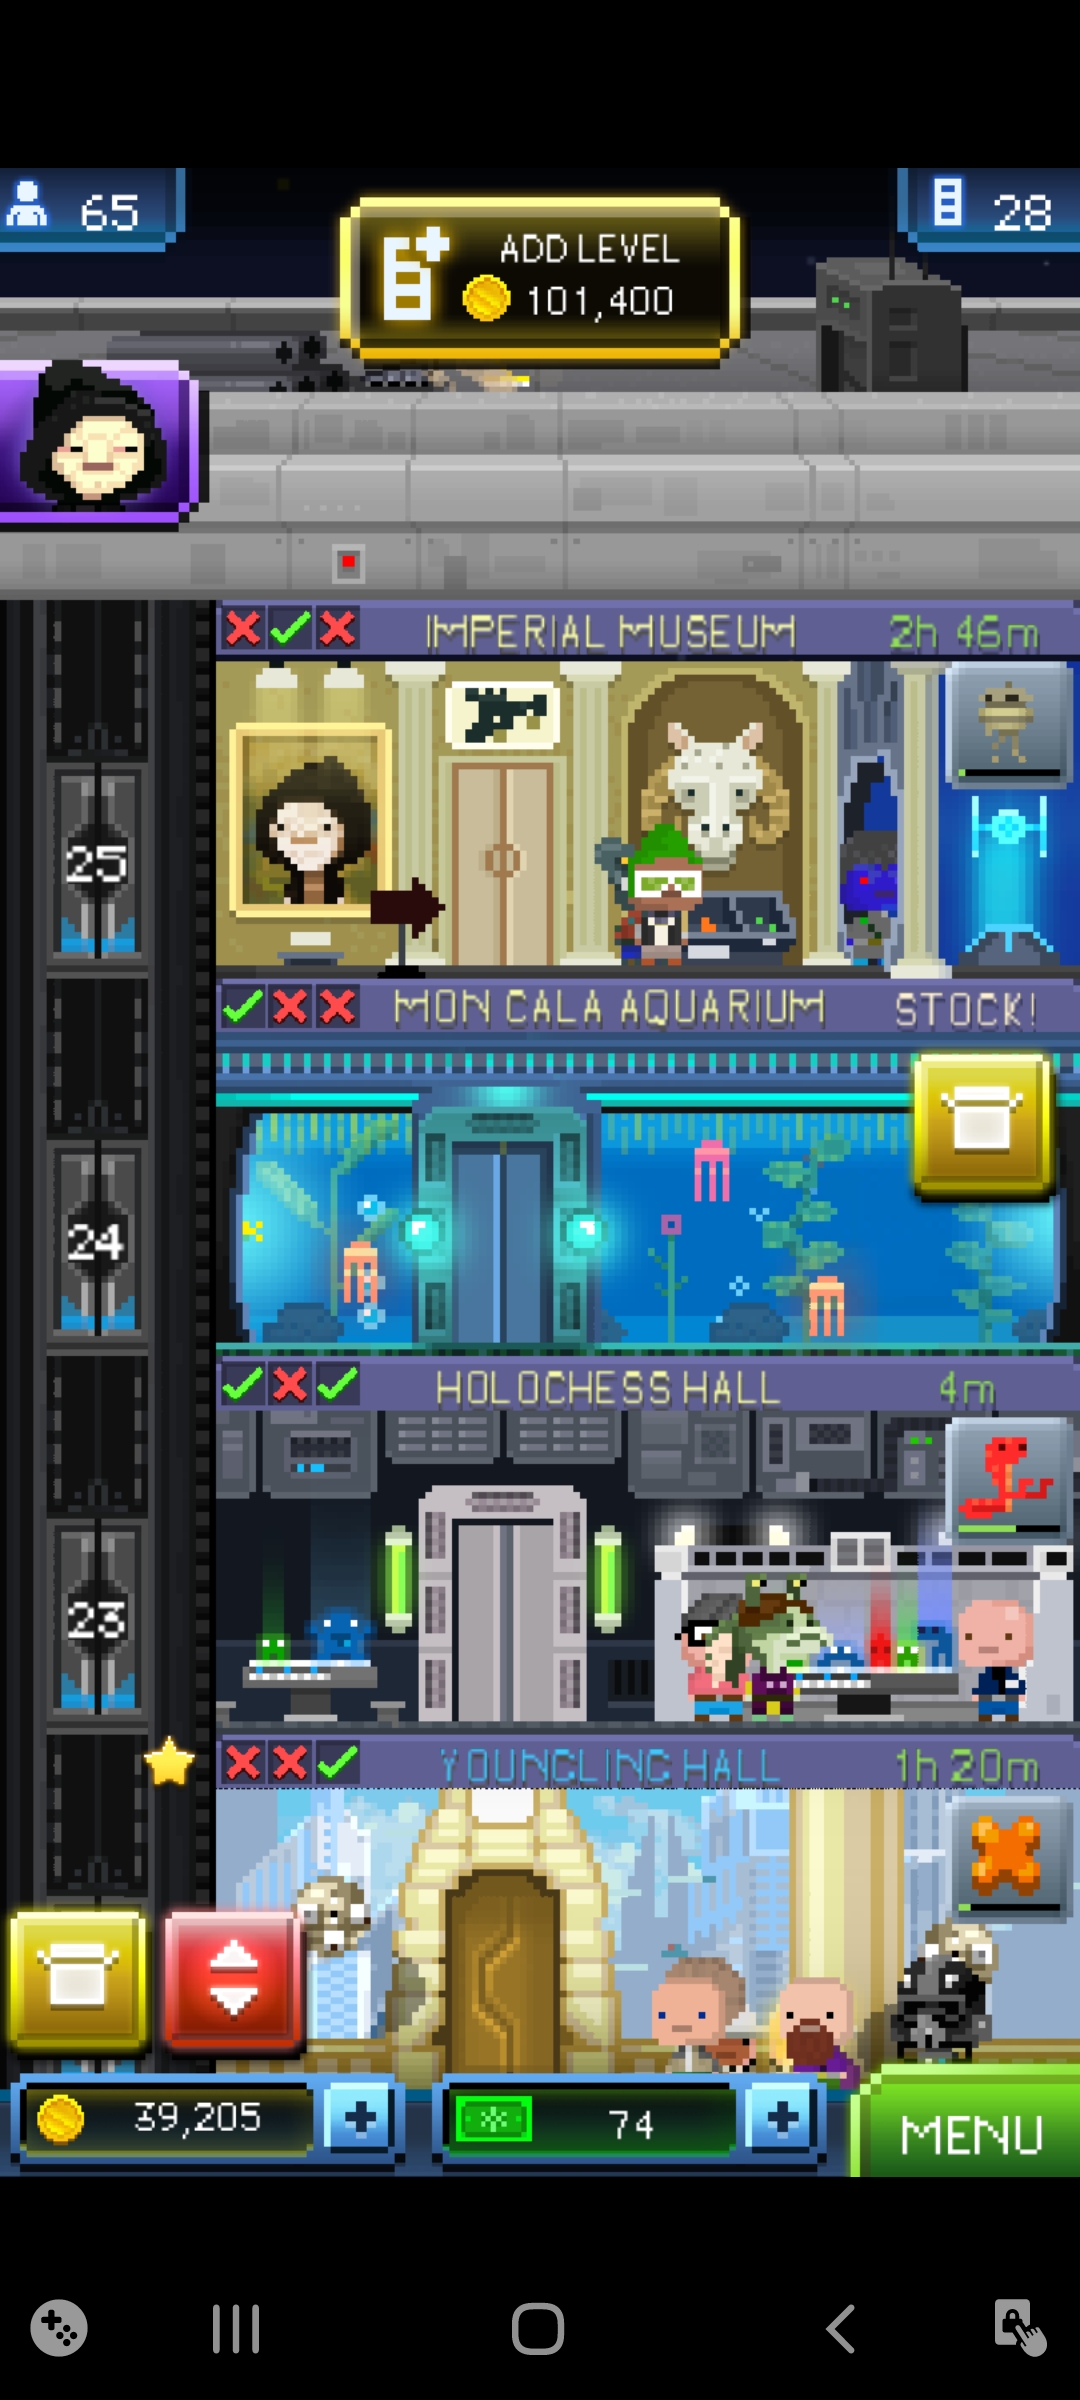 65
ADD LEVEL
101,400
28
IMPERIAL MUSEUM 2h 46m
25
MON CALA AQUARIUM STOCK!
24
HOLOCHESS HALL 4m
23
YOUNGLING HALL 1h 20m
39,205
74
MENU